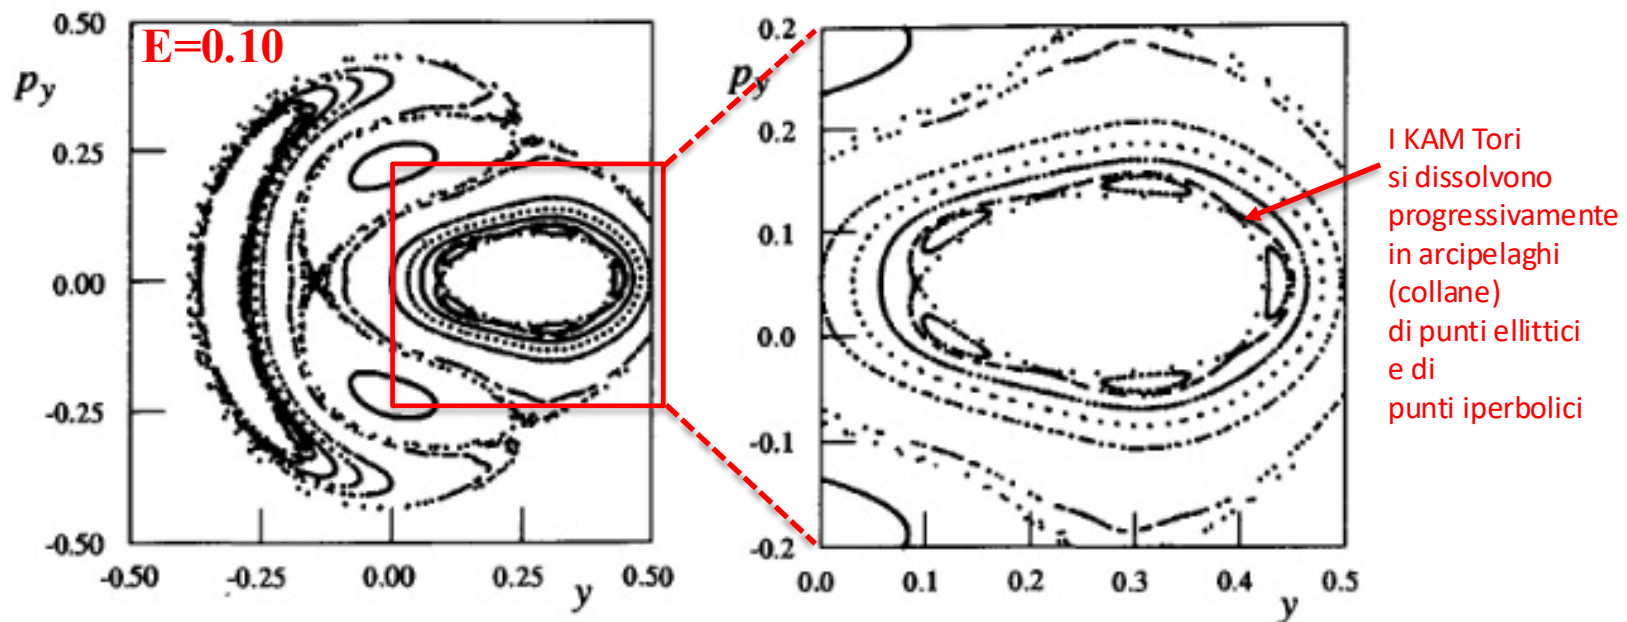 E=0.10
0.50
p_y
0.25
0.00
-0.25
-0.50
-0.50
-0.25
0.00
0.25
0.50
y
0.2
p_y
0.2
0.1
0.0
-0.1
-0.2
0.0
0.1
0.2
0.3
0.4
0.5
y
I KAM Tori
si dissolvono
progressivamente
in arcipelaghi
(collane)
di punti ellittici
e di
punti iperbolici